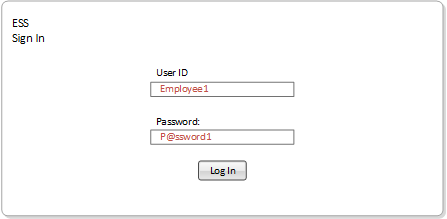 ESS
Sign In
User ID
Employee1
Password:
P@ssword1
Log In